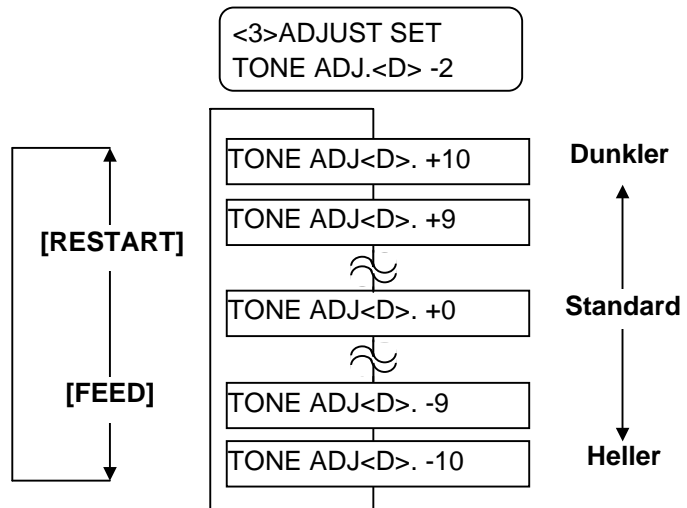 <3>ADJUST SET
TONE ADJ.<D> -2
TONE ADJ<D>. +10
Dunkler
TONE ADJ<D>. +9
[RESTART]
TONE ADJ<D>. +0
Standard
[FEED]
TONE ADJ<D>. -9
TONE ADJ<D>. -10
Heller